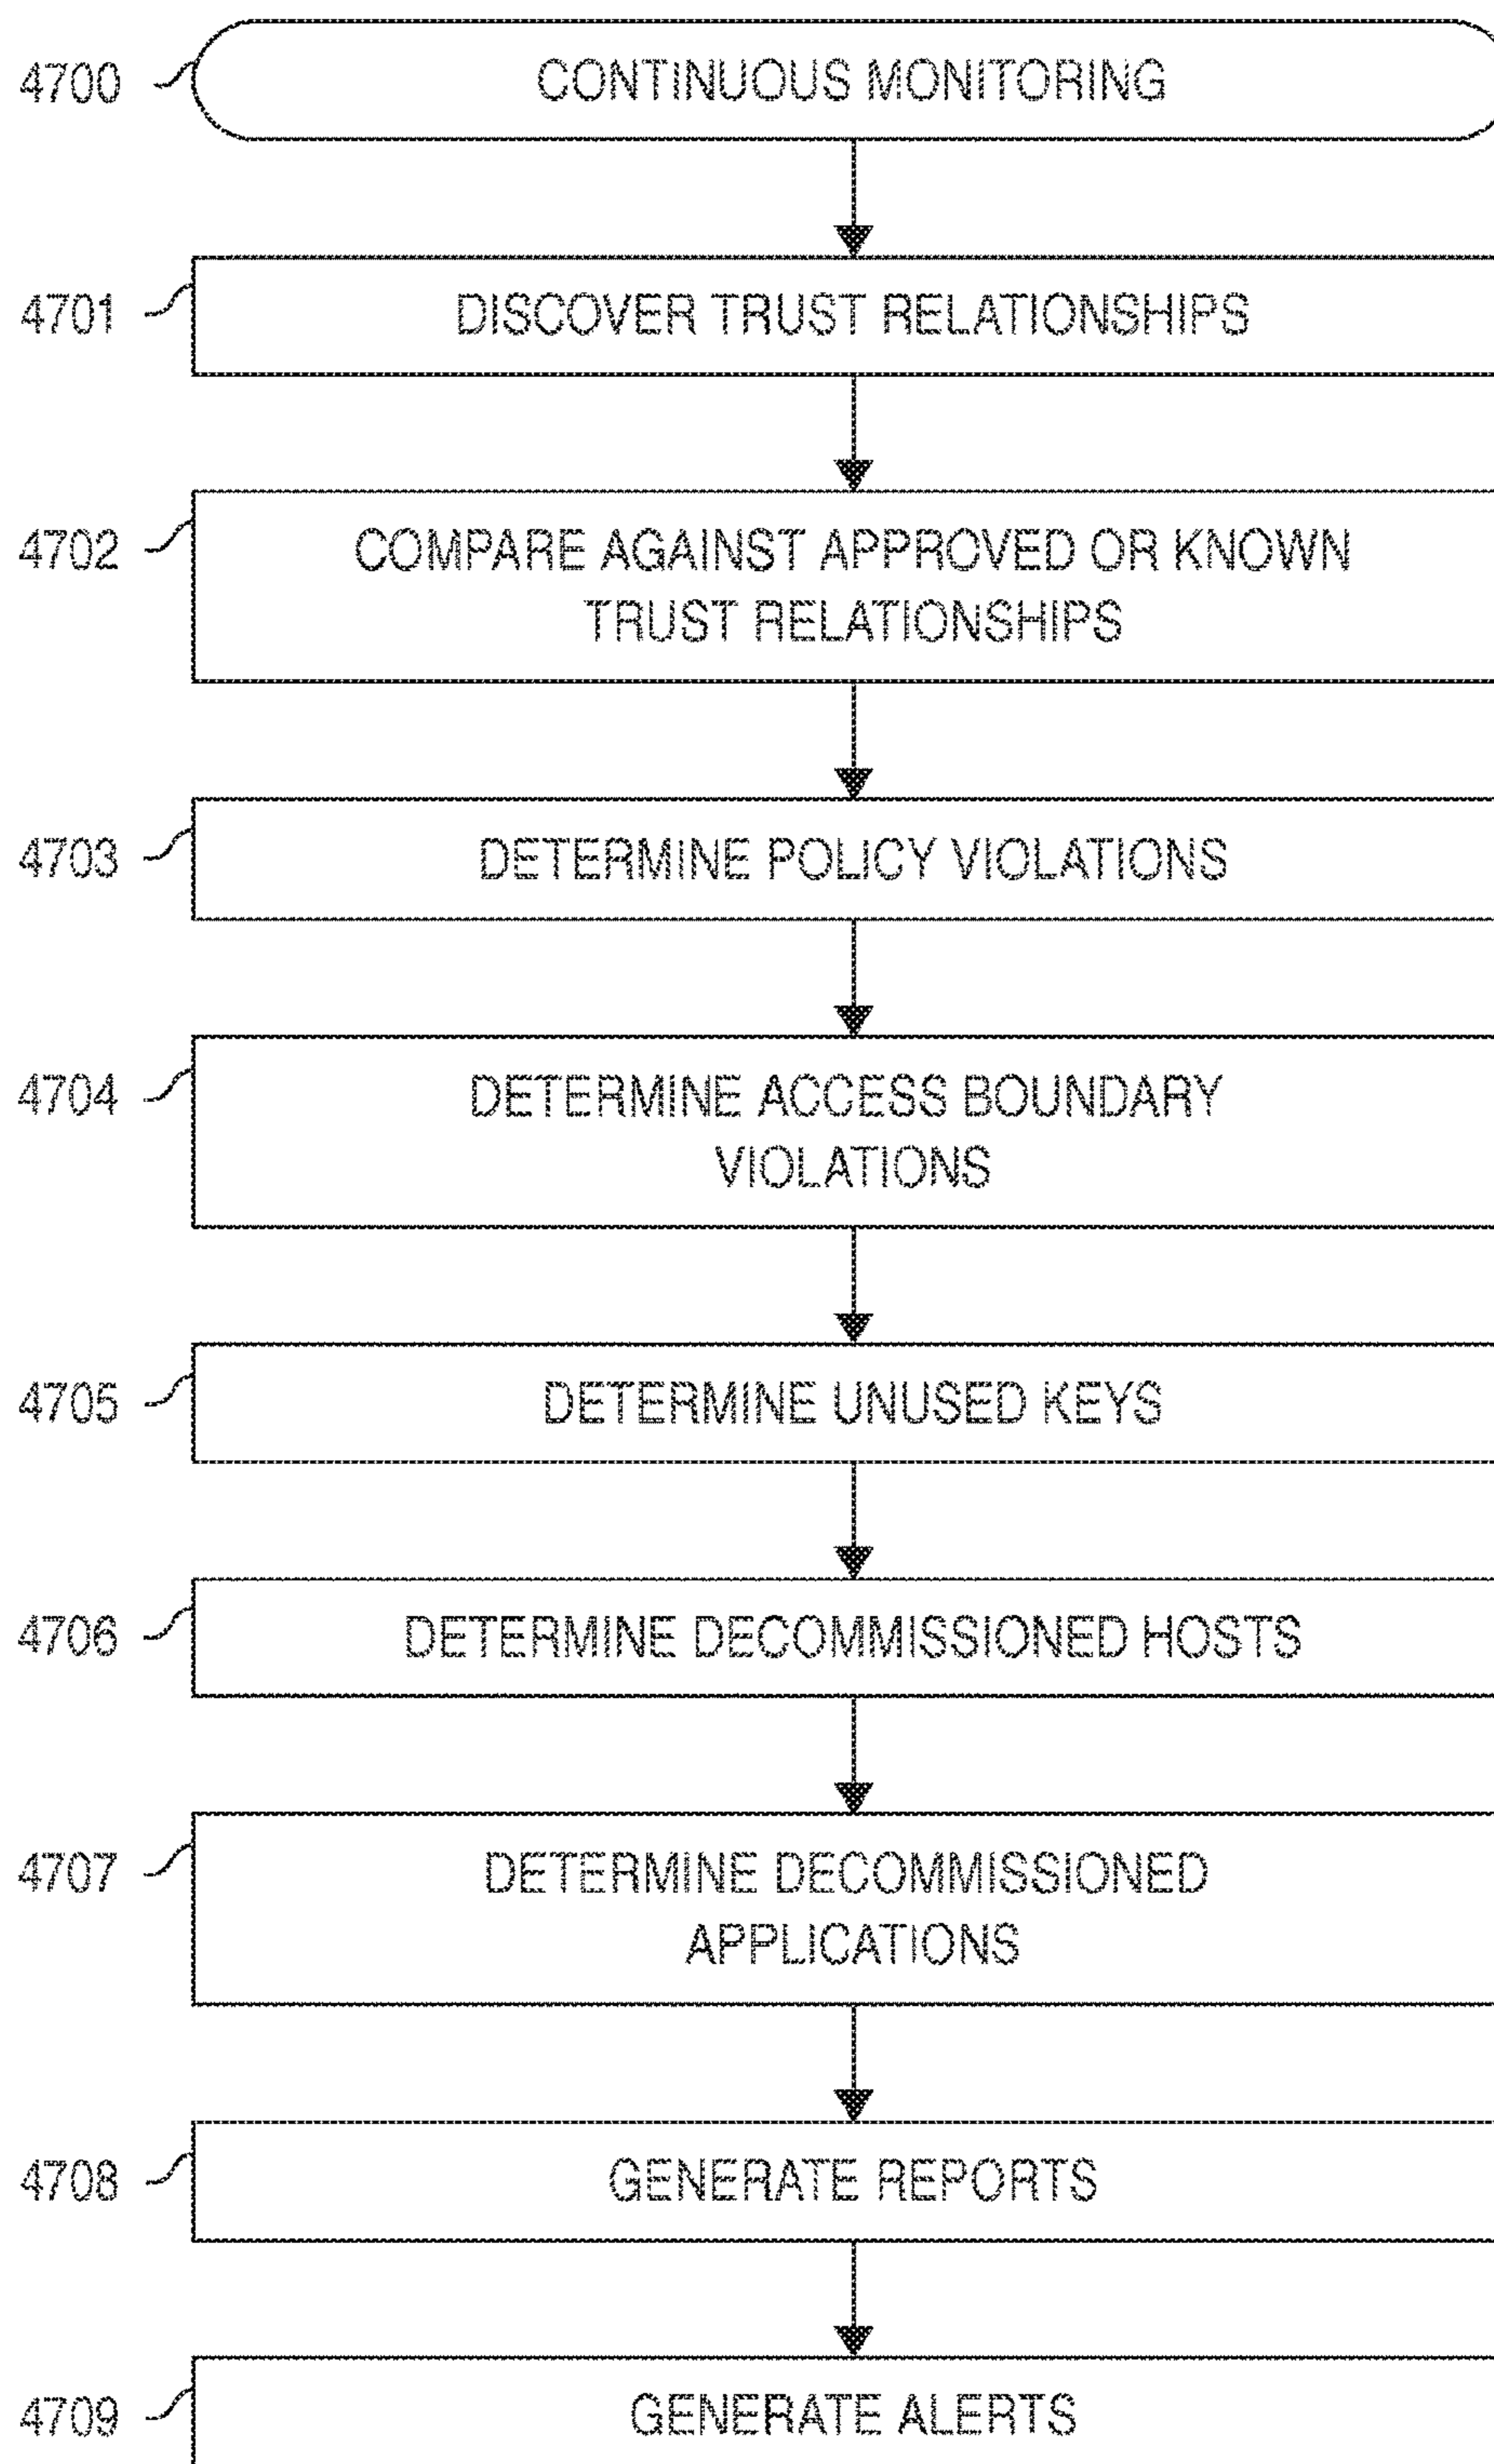 4700 CONTINUOUS MONITORING
4701 DISCOVER TRUST RELATIONSHIPS
4702 COMPARE AGAINST APPROVED OR KNOWN
TRUST RELATIONSHIPS
4703 DETERMINE POLICY VIOLATIONS
4704 DETERMINE ACCESS BOUNDARY
VIOLATIONS
4705 DETERMINE UNUSED KEYS
4706 DETERMINE DECOMMISSIONED HOSTS
4707 DETERMINE DECOMMISSIONED
APPLICATIONS
4708 GENERATE REPORTS
4709 GENERATE ALERTS